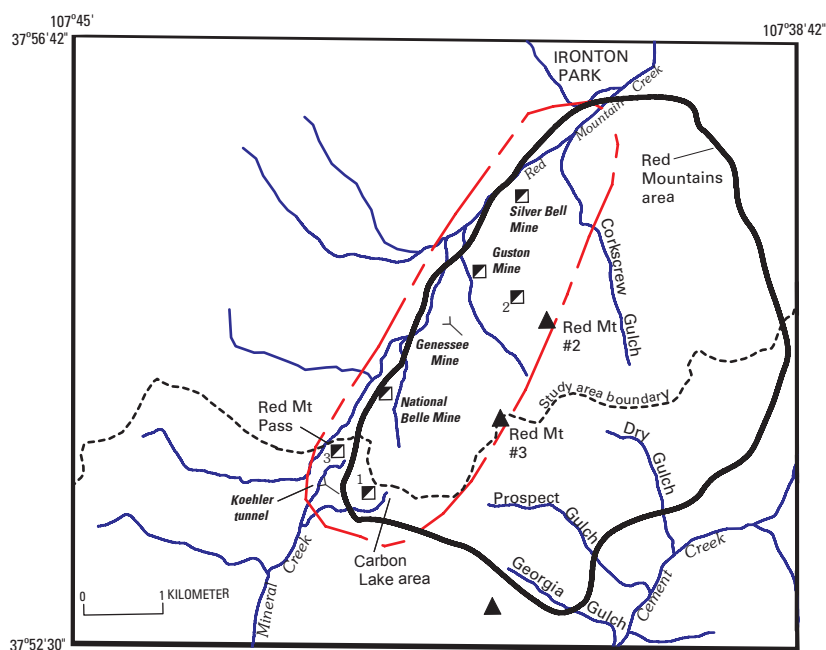 107°45'
107°38'42"
37°56'42"
IRONTON
PARK
Red Mountain Creek
Red
Mountains
area
Silver Bell
Mine
Guston
Mine
Corkscrew Gulch
2
Red Mt
#2
Genessee
Mine
National
Belle Mine
Study area boundary
Red Mt
Pass
Red Mt
#3
Dry Gulch
3
1
Koehler
tunnel
Prospect Gulch
Carbon
Lake area
Georgia Gulch
Cement Creek
Mineral Creek
0 1 KILOMETER
37°52'30"